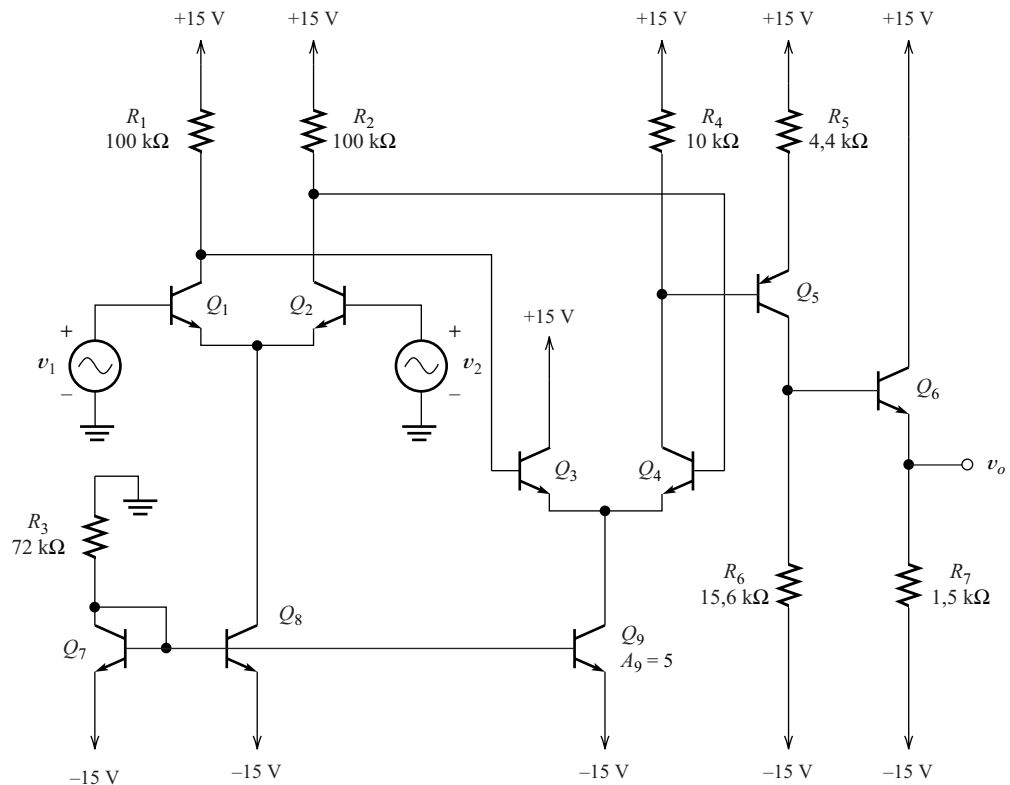 +15 V
+15 V
+15 V
+15 V
+15 V
R1
100 kΩ
R2
100 kΩ
R4
10 kΩ
R5
4,4 kΩ
Q1
Q2
Q5
+
v1
–
+
v2
–
+15 V
Q6
Q3
Q4
vo
R3
72 kΩ
R6
15,6 kΩ
R7
1,5 kΩ
Q7
Q8
Q9
A9 = 5
–15 V
–15 V
–15 V
–15 V
–15 V